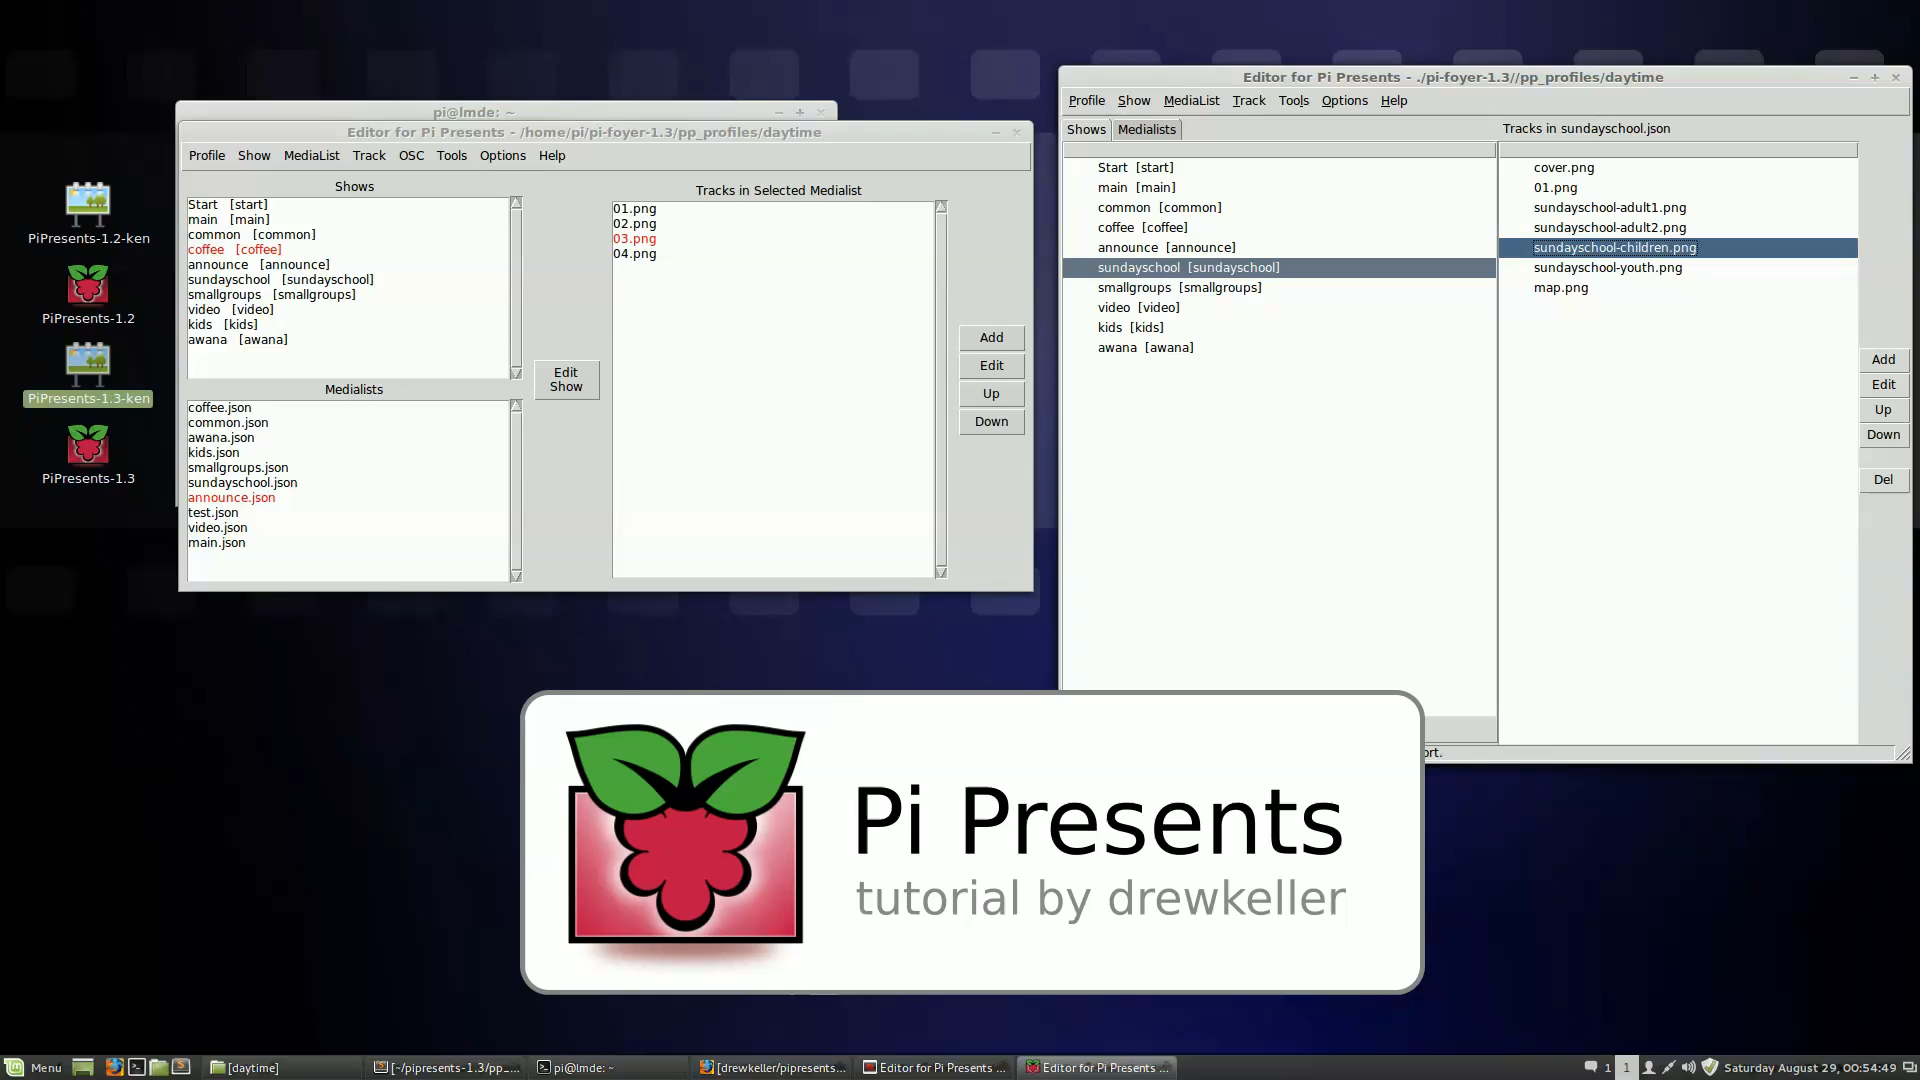 PiPresents-1.2-ken
PiPresents-1.2
PiPresents-1.3-ken
PiPresents-1.3
pi@lmde: ~
Editor for Pi Presents - /home/pi/pi-foyer-1.3/pp_profiles/daytime
Profile Show MediaList Track OSC Tools Options Help
Shows
Start [start]
main [main]
common [common]
coffee [coffee]
announce [announce]
sundayschool [sundayschool]
smallgroups [smallgroups]
video [video]
kids [kids]
awana [awana]
Medialists
coffee.json
common.json
awana.json
kids.json
smallgroups.json
sundayschool.json
announce.json
test.json
video.json
main.json
Edit
Show
Tracks in Selected Medialist
01.png
02.png
03.png
04.png
Add
Edit
Up
Down
Editor for Pi Presents - ./pi-foyer-1.3//pp_profiles/daytime
Profile Show MediaList Track Tools Options Help
Shows Medialists
Start [start]
main [main]
common [common]
coffee [coffee]
announce [announce]
sundayschool [sundayschool]
smallgroups [smallgroups]
video [video]
kids [kids]
awana [awana]
Tracks in sundayschool.json
cover.png
01.png
sundayschool-adult1.png
sundayschool-adult2.png
sundayschool-children.png
sundayschool-youth.png
map.png
Add
Edit
Up
Down
Del
ort.
Pi Presents
tutorial by drewkeller
Menu [daytime] [~/pipresents-1.3/pp_... pi@lmde: ~ [drewkeller/pipresents... Editor for Pi Presents ... Editor for Pi Presents ... 1 1 Saturday August 29, 00:54:49